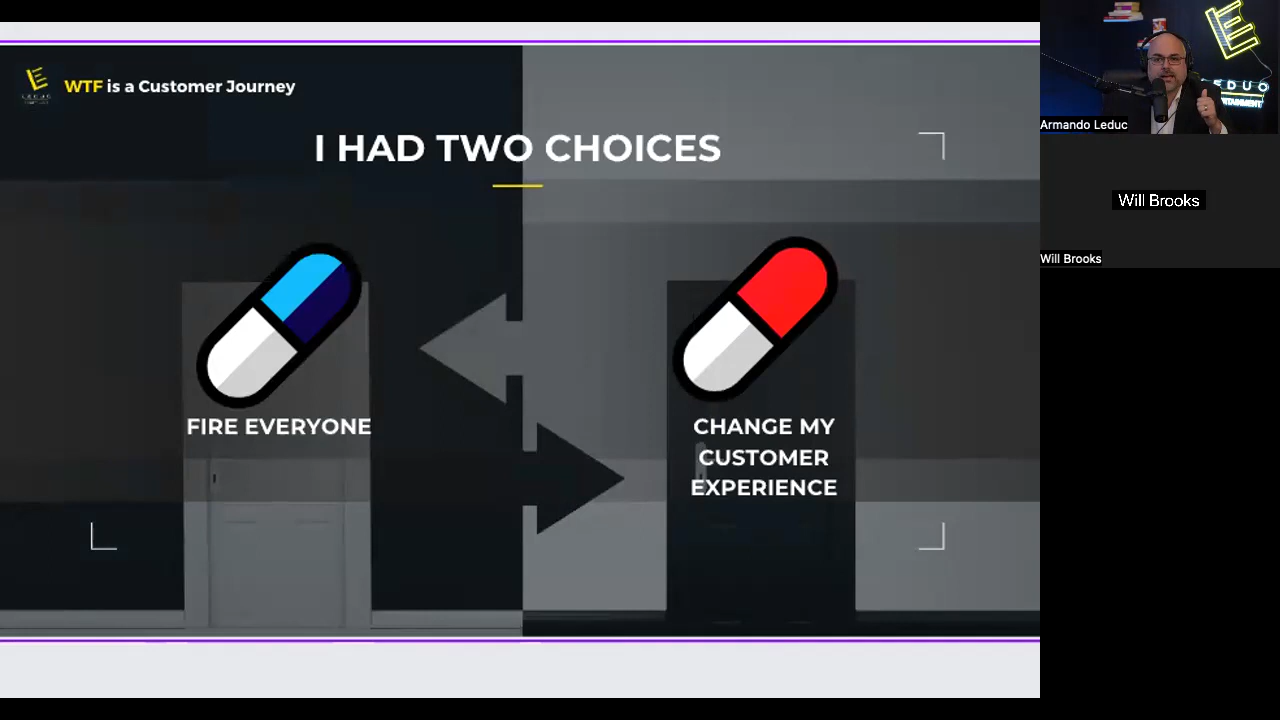 WTF is a Customer Journey
I HAD TWO CHOICES
FIRE EVERYONE
CHANGE MY
CUSTOMER
EXPERIENCE
Armando Leduc
Will Brooks
Will Brooks